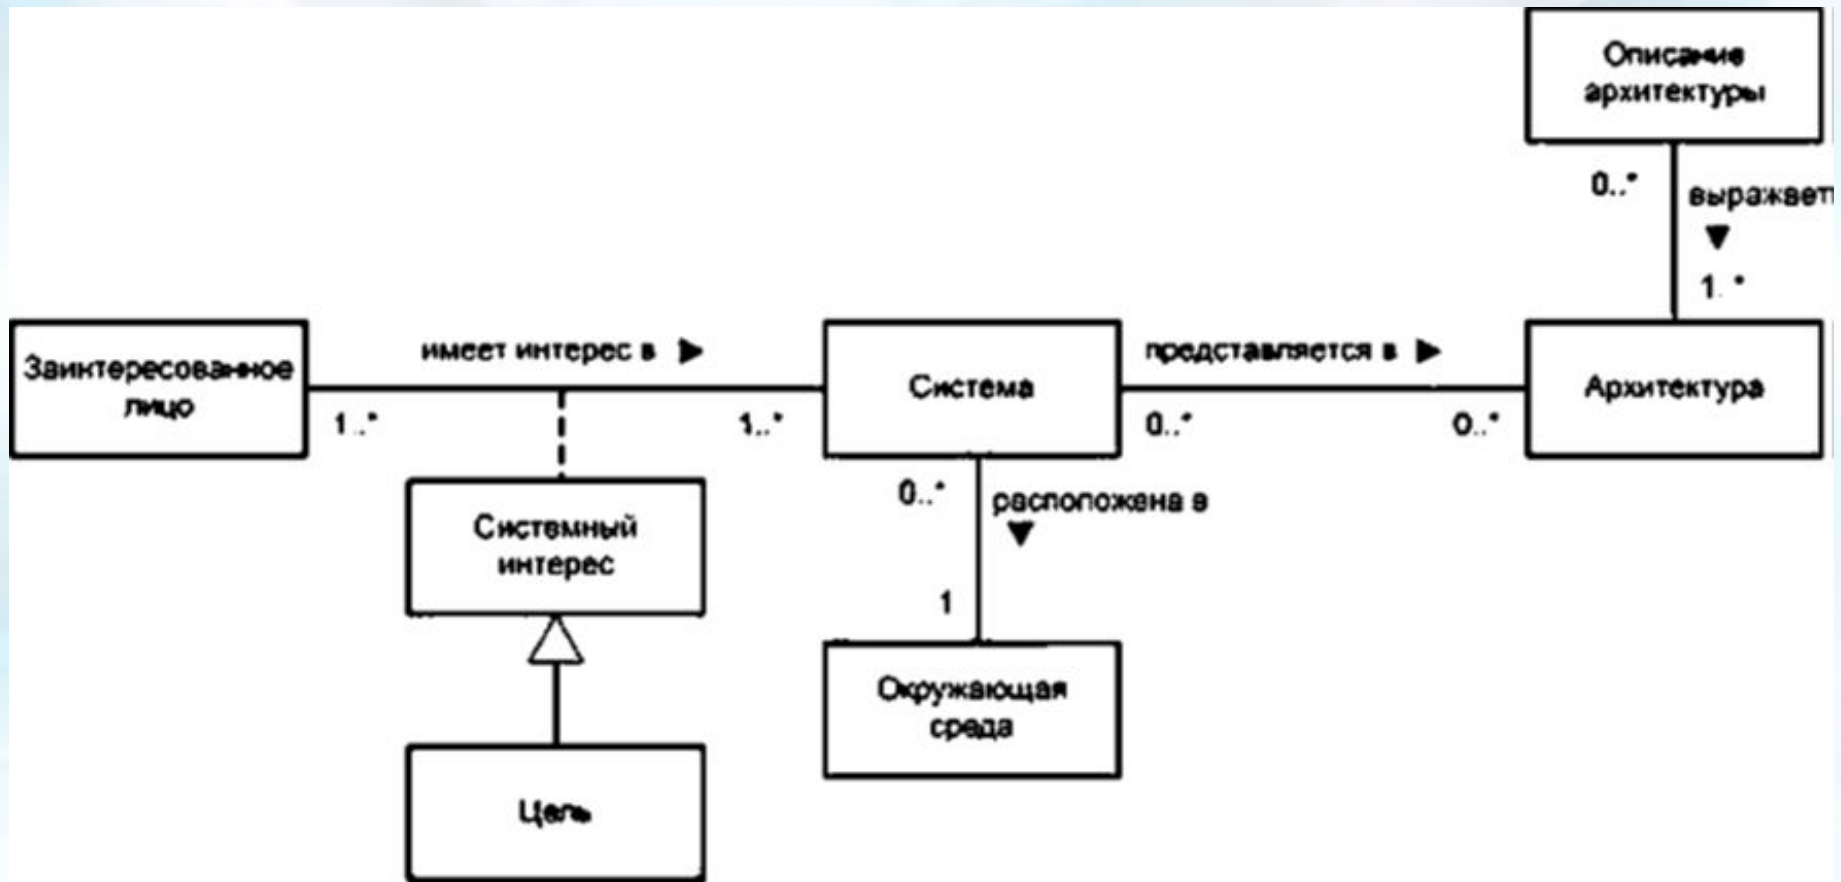 Описание
архитектуры
0..*
выражает
1..*
Заинтересованное
лицо
имеет интерес в
1..*
1..*
Система
представляется в
0..*
0..*
Архитектура
Системный
интерес
0..*
расположена в
1
Окружающая
среда
Цель